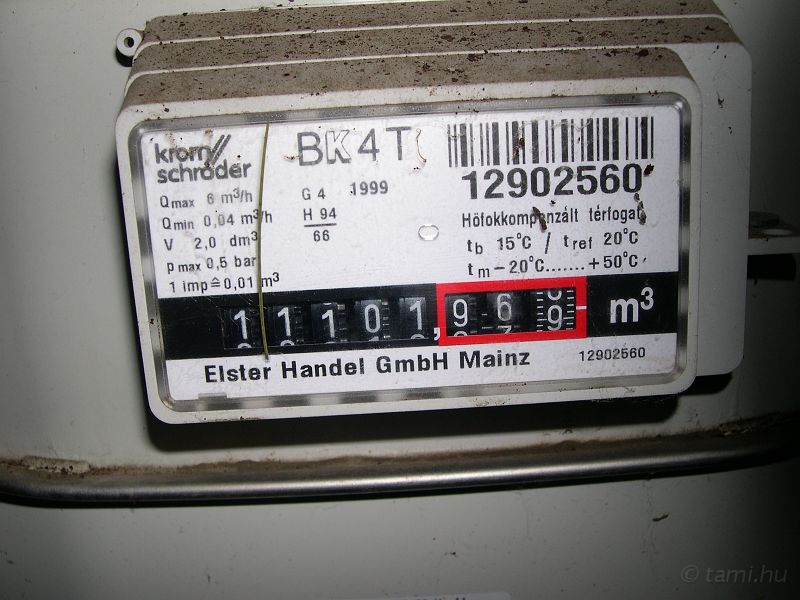 krom//
schröder
BK4T
Qmax 6 m³/h
Qmin 0,04 m³/h
V 2,0 dm³
pmax 0,5 bar
1 imp ≙ 0,01 m³
G 4 1999
H 94
66
12902560
Hőfokkompenzált térfogat
tb 15°C / tref 20°C
tm -20°C.......+50°C
11101,969 m³
Elster Handel GmbH Mainz
12902560
© tami.hu